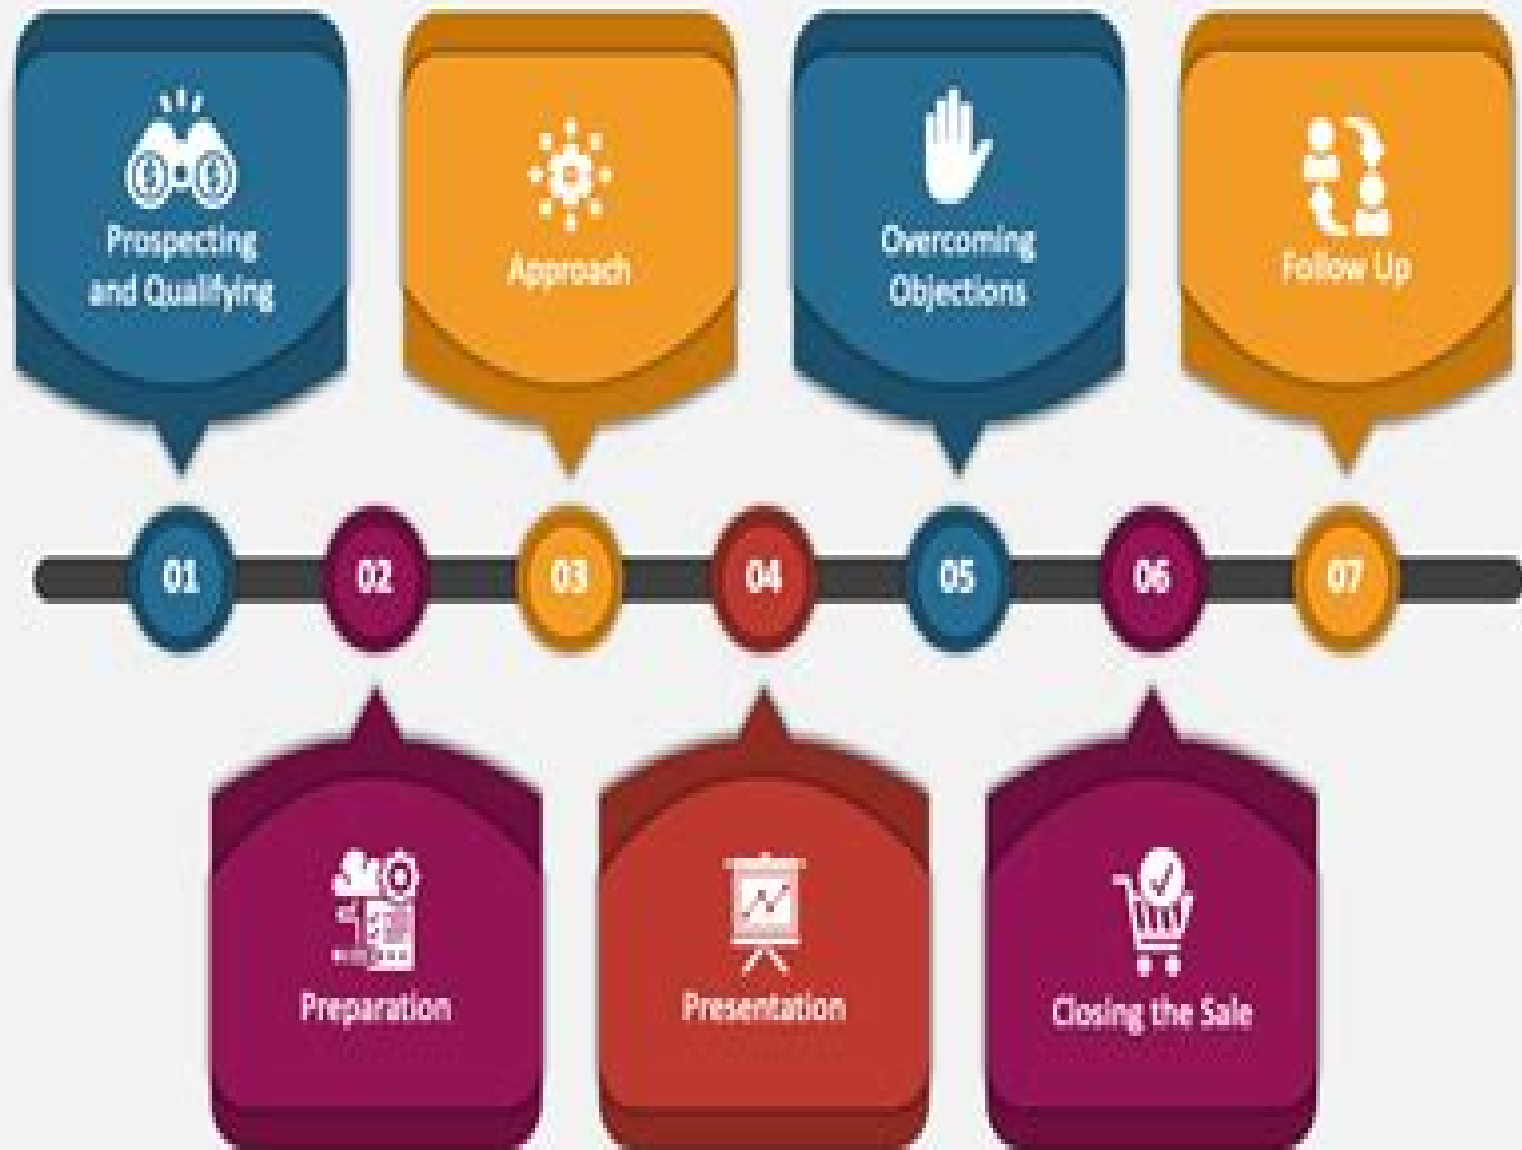 Prospecting
and Qualifying
Approach
Overcoming
Objections
Follow Up
01
02
03
04
05
06
07
Preparation
Presentation
Closing the Sale